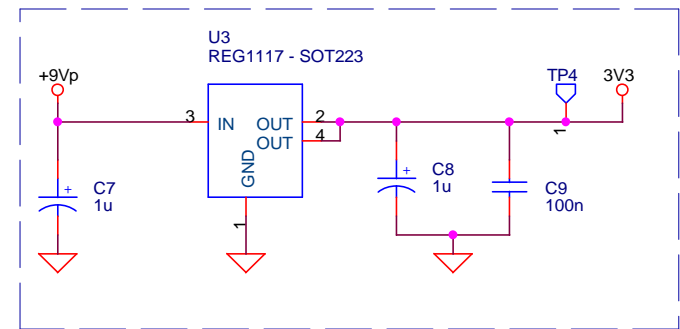 U3
REG1117 - SOT223
+9Vp
TP4
3V3
3
IN
OUT
2
OUT
4
GND
1
1
+
C7
1u
+
C8
1u
C9
100n